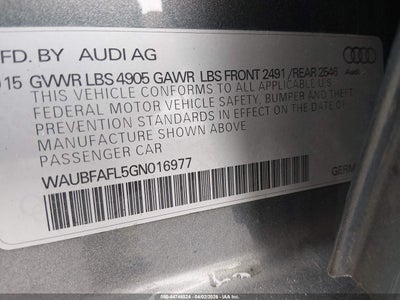 FD. BY AUDI AG
015 GVWR LBS 4905 GAWR LBS FRONT 2491 /REAR 2546
Audi
THIS VEHICLE CONFORMS TO ALL APPLICABLE U.S
FEDERAL MOTOR VEHICLE SAFETY, BUMPER AND THEFT
PREVENTION STANDARDS IN EFFECT ON THE DATE OF
MANUFACTURE SHOWN ABOVE
PASSENGER CAR
WAUBFAFL5GN016977
GERM